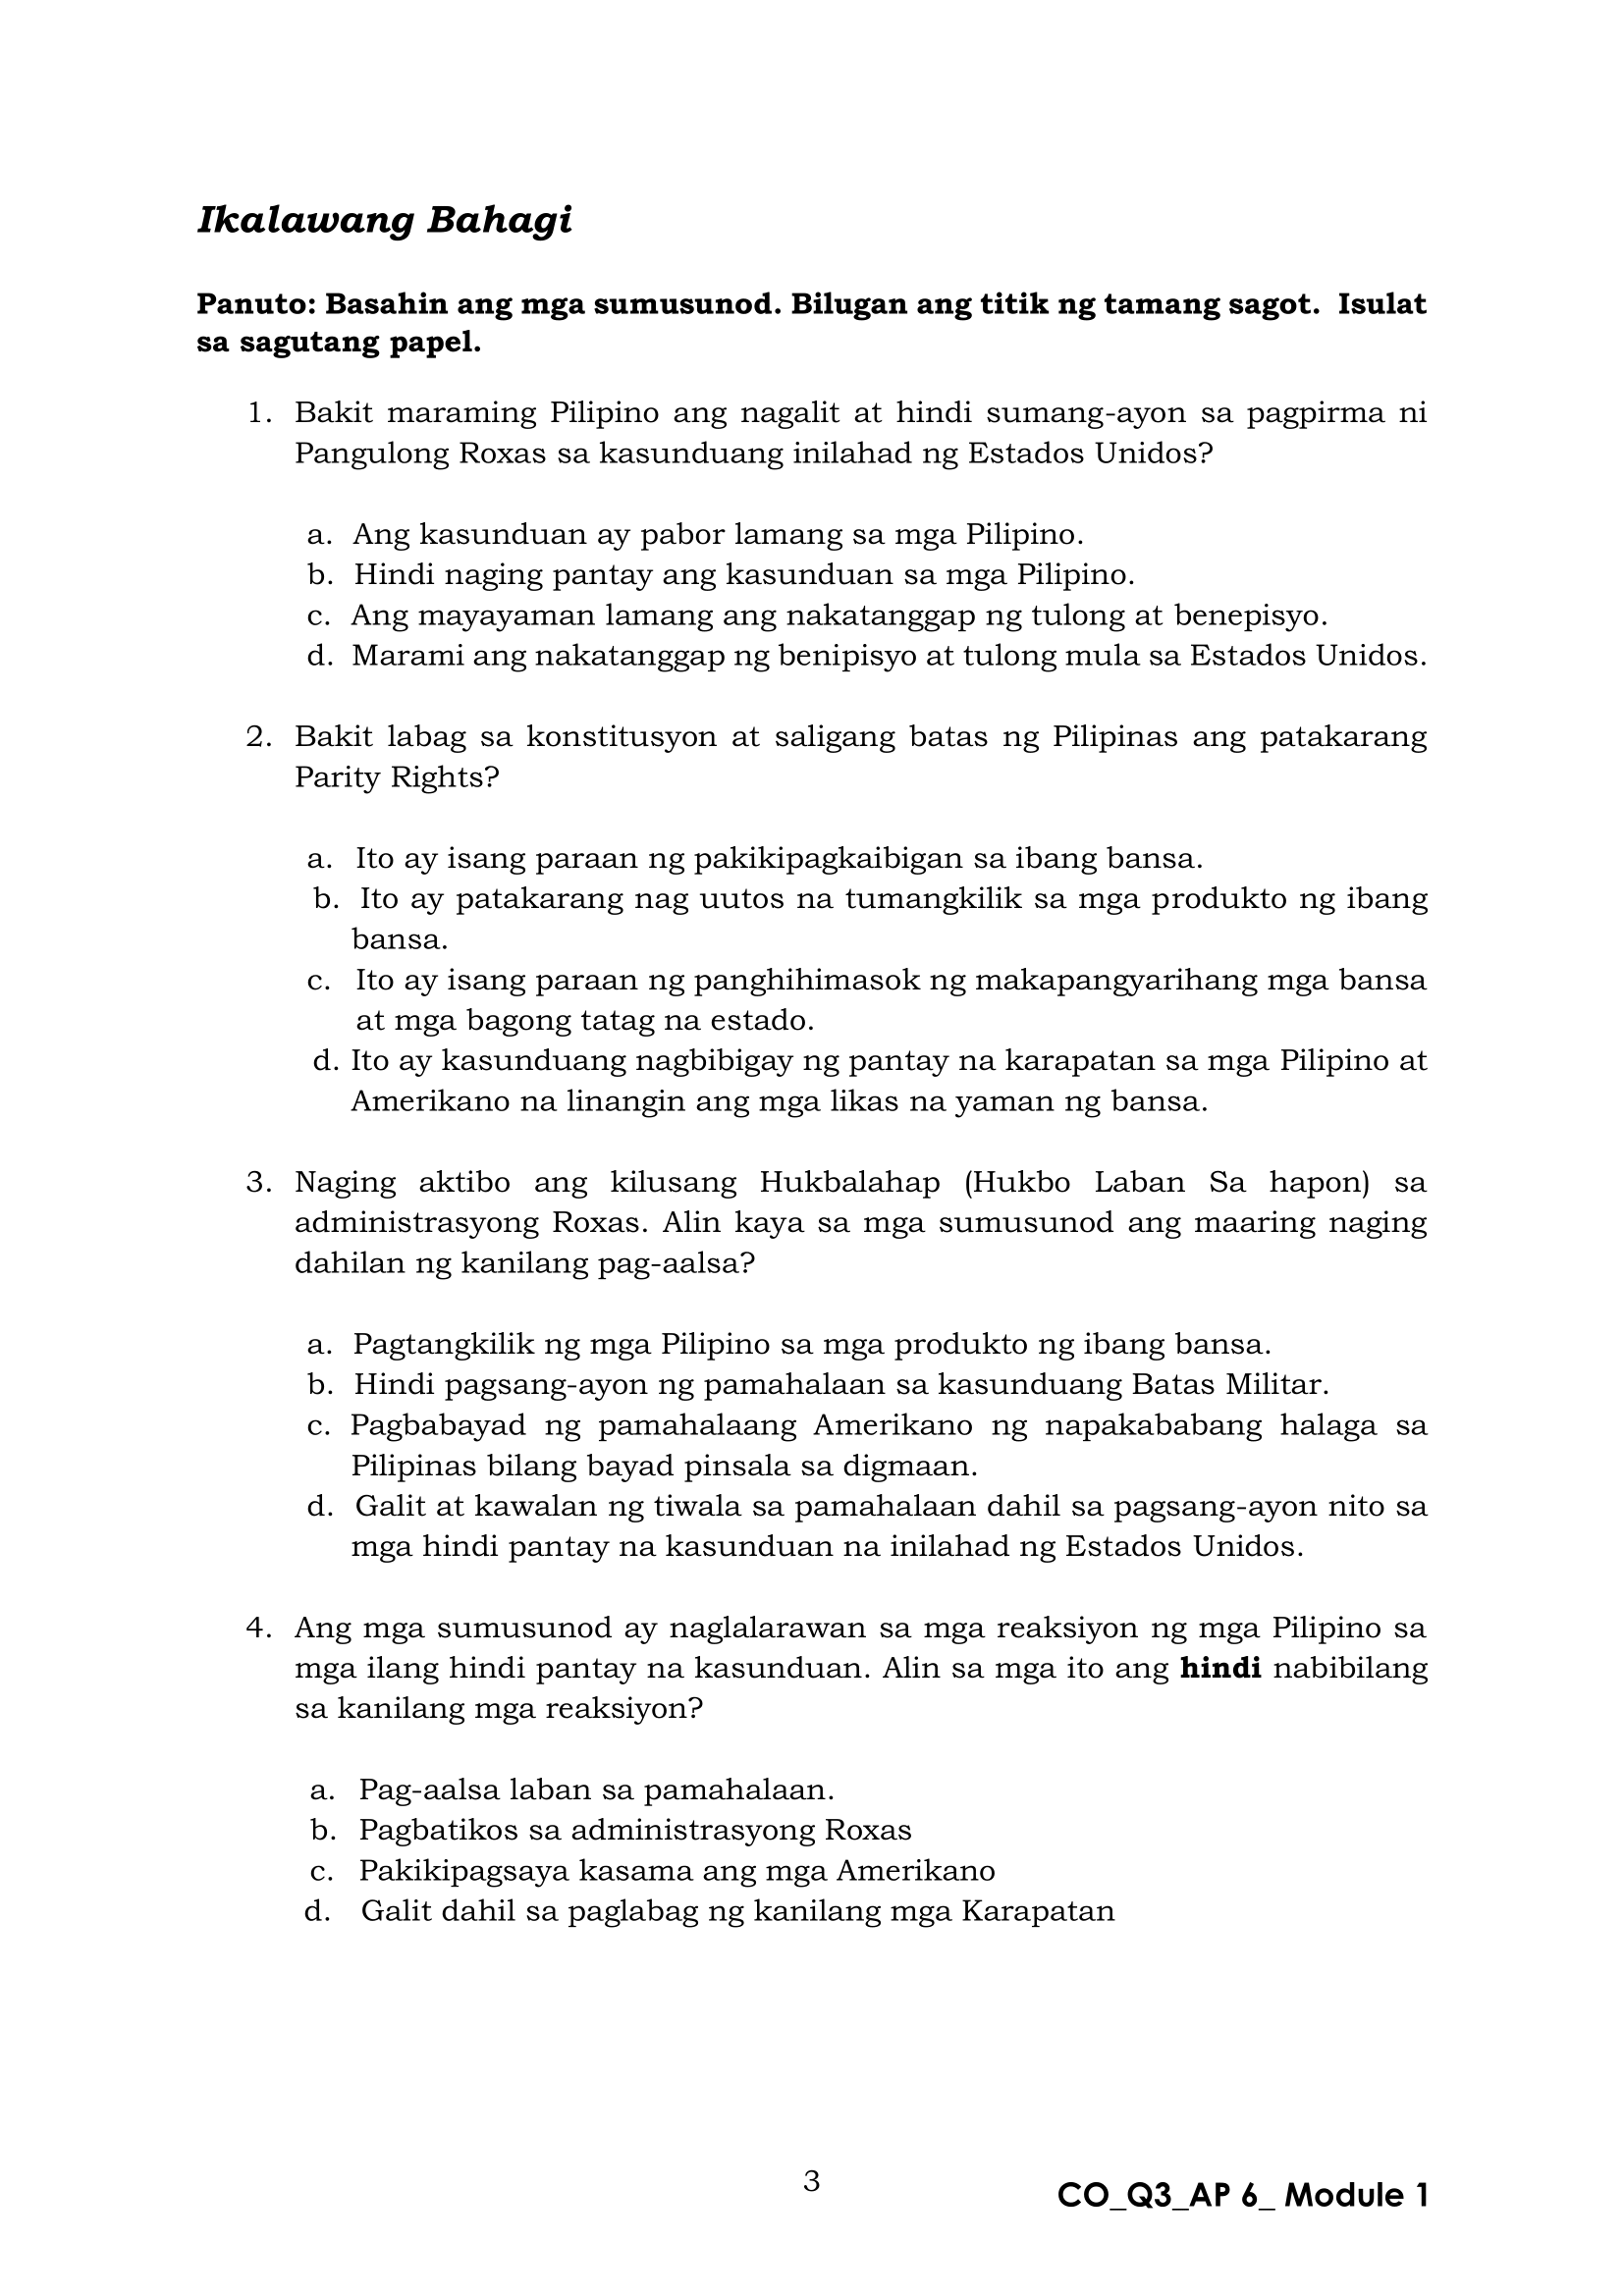 Ikalawang Bahagi
Panuto: Basahin ang mga sumusunod. Bilugan ang titik ng tamang sagot.  Isulat
sa sagutang papel.
1. Bakit maraming Pilipino ang nagalit at hindi sumang-ayon sa pagpirma ni
Pangulong Roxas sa kasunduang inilahad ng Estados Unidos?
a. Ang kasunduan ay pabor lamang sa mga Pilipino.
b. Hindi naging pantay ang kasunduan sa mga Pilipino.
c. Ang mayayaman lamang ang nakatanggap ng tulong at benepisyo.
d. Marami ang nakatanggap ng benipisyo at tulong mula sa Estados Unidos.
2. Bakit labag sa konstitusyon at saligang batas ng Pilipinas ang patakarang
Parity Rights?
a. Ito ay isang paraan ng pakikipagkaibigan sa ibang bansa.
b. Ito ay patakarang nag uutos na tumangkilik sa mga produkto ng ibang
bansa.
c. Ito ay isang paraan ng panghihimasok ng makapangyarihang mga bansa
at mga bagong tatag na estado.
d. Ito ay kasunduang nagbibigay ng pantay na karapatan sa mga Pilipino at
Amerikano na linangin ang mga likas na yaman ng bansa.
3. Naging aktibo ang kilusang Hukbalahap (Hukbo Laban Sa hapon) sa
administrasyong Roxas. Alin kaya sa mga sumusunod ang maaring naging
dahilan ng kanilang pag-aalsa?
a. Pagtangkilik ng mga Pilipino sa mga produkto ng ibang bansa.
b. Hindi pagsang-ayon ng pamahalaan sa kasunduang Batas Militar.
c. Pagbabayad ng pamahalaang Amerikano ng napakababang halaga sa
Pilipinas bilang bayad pinsala sa digmaan.
d. Galit at kawalan ng tiwala sa pamahalaan dahil sa pagsang-ayon nito sa
mga hindi pantay na kasunduan na inilahad ng Estados Unidos.
4. Ang mga sumusunod ay naglalarawan sa mga reaksiyon ng mga Pilipino sa
mga ilang hindi pantay na kasunduan. Alin sa mga ito ang hindi nabibilang
sa kanilang mga reaksiyon?
a. Pag-aalsa laban sa pamahalaan.
b. Pagbatikos sa administrasyong Roxas
c. Pakikipagsaya kasama ang mga Amerikano
d. Galit dahil sa paglabag ng kanilang mga Karapatan
3
CO_Q3_AP 6_ Module 1